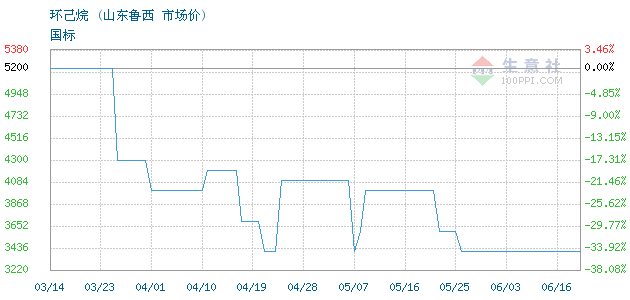 环己烷 (山东鲁西 市场价)
国标
5380 3.46%
5200 0.00%
4948 -4.85%
4732 -9.00%
4516 -13.15%
4300 -17.31%
4084 -21.46%
3868 -25.62%
3652 -29.77%
3436 -33.92%
3220 -38.08%
生意社
100PPI.COM
03/14 03/23 04/01 04/10 04/19 04/28 05/07 05/16 05/25 06/03 06/16